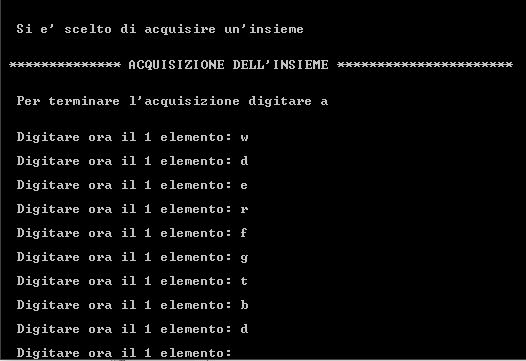 Si e' scelto di acquisire un'insieme
************** ACQUISIZIONE DELL'INSIEME **********************
Per terminare l'acquisizione digitare a
Digitare ora il 1 elemento: w
Digitare ora il 1 elemento: d
Digitare ora il 1 elemento: e
Digitare ora il 1 elemento: r
Digitare ora il 1 elemento: f
Digitare ora il 1 elemento: g
Digitare ora il 1 elemento: t
Digitare ora il 1 elemento: b
Digitare ora il 1 elemento: d
Digitare ora il 1 elemento: